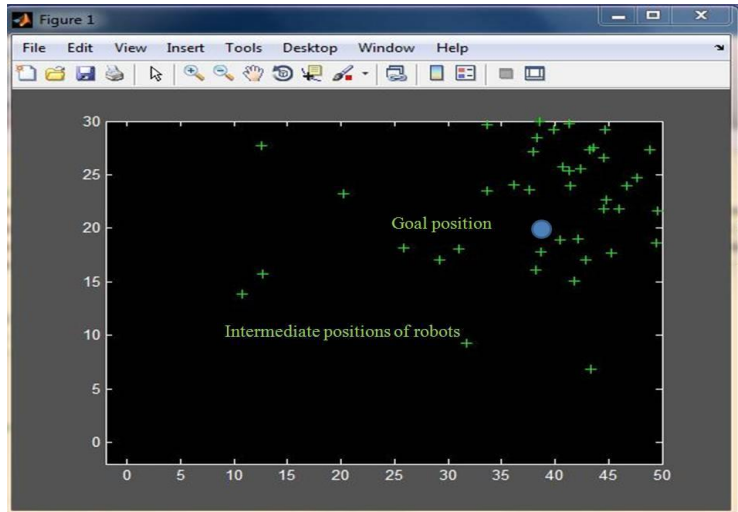 Figure 1
File Edit View Insert Tools Desktop Window Help
30
25
20
15
10
5
0
Goal position
Intermediate positions of robots
0 5 10 15 20 25 30 35 40 45 50